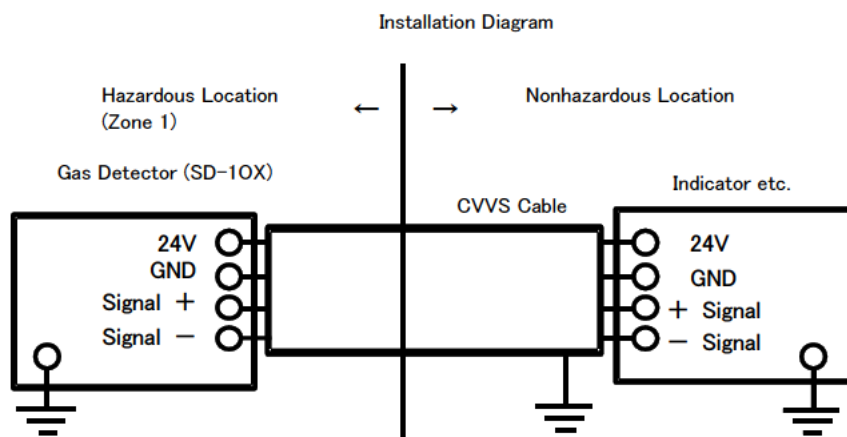 Installation Diagram
Hazardous Location
(Zone 1)
← →
Nonhazardous Location
Gas Detector (SD-10X)
Indicator etc.
CVVS Cable
24V
GND
Signal +
Signal -
24V
GND
+ Signal
- Signal